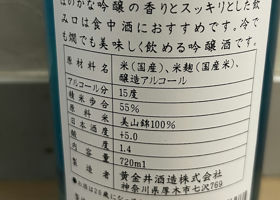 ほのかな吟醸の香りとスッキリとした飲
み口は食中酒におすすめです。冷で
も燗でも美味しく飲める吟醸酒です。
原材料名 米（国産）、米麹（国産米）、
醸造アルコール
アルコール分 15度
精米歩合 55%
原料米 美山錦100%
日本酒度 +5.0
酸度 1.4
内容量 720ml
製造者 黄金井酒造株式会社
神奈川県厚木市七沢769